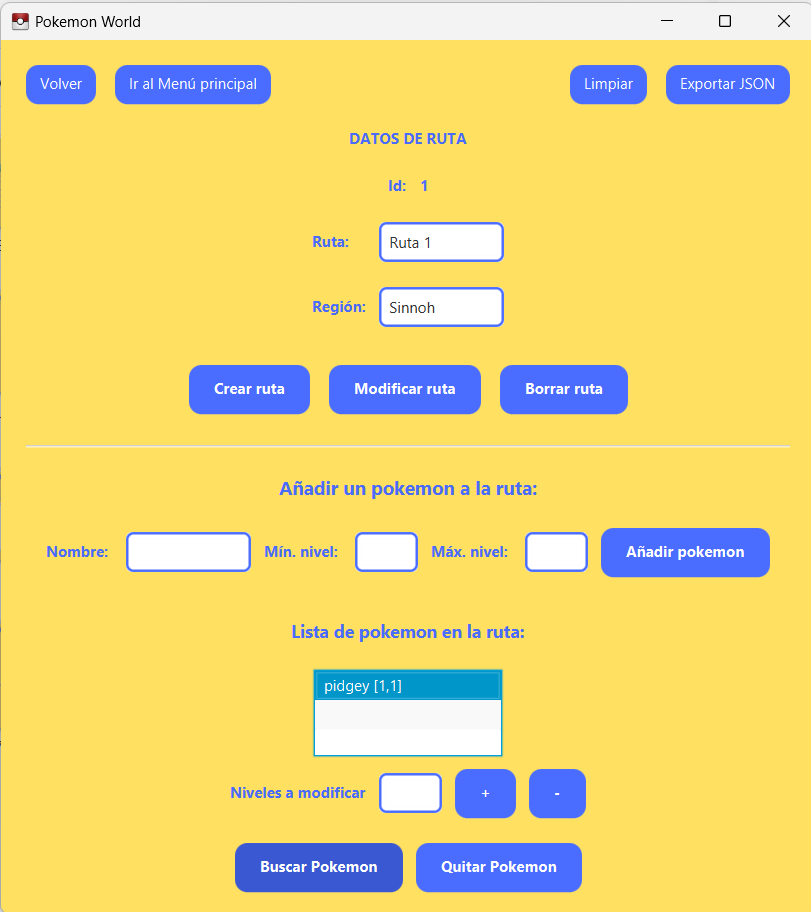 Pokemon World
Volver Ir al Menú principal Limpiar Exportar JSON
DATOS DE RUTA
Id: 1
Ruta: Ruta 1
Región: Sinnoh
Crear ruta Modificar ruta Borrar ruta
Añadir un pokemon a la ruta:
Nombre: Mín. nivel: Máx. nivel: Añadir pokemon
Lista de pokemon en la ruta:
pidgey [1,1]
Niveles a modificar + -
Buscar Pokemon Quitar Pokemon